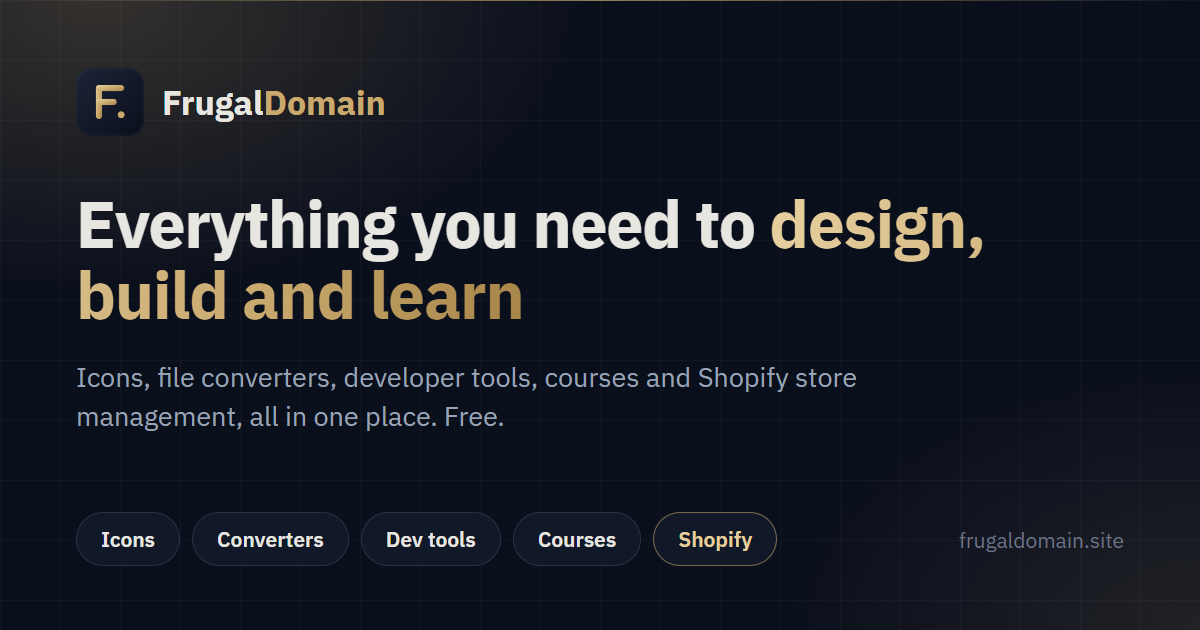 F.
FrugalDomain
Everything you need to design,
build and learn
Icons, file converters, developer tools, courses and Shopify store
management, all in one place. Free.
Icons
Converters
Dev tools
Courses
Shopify
frugaldomain.site